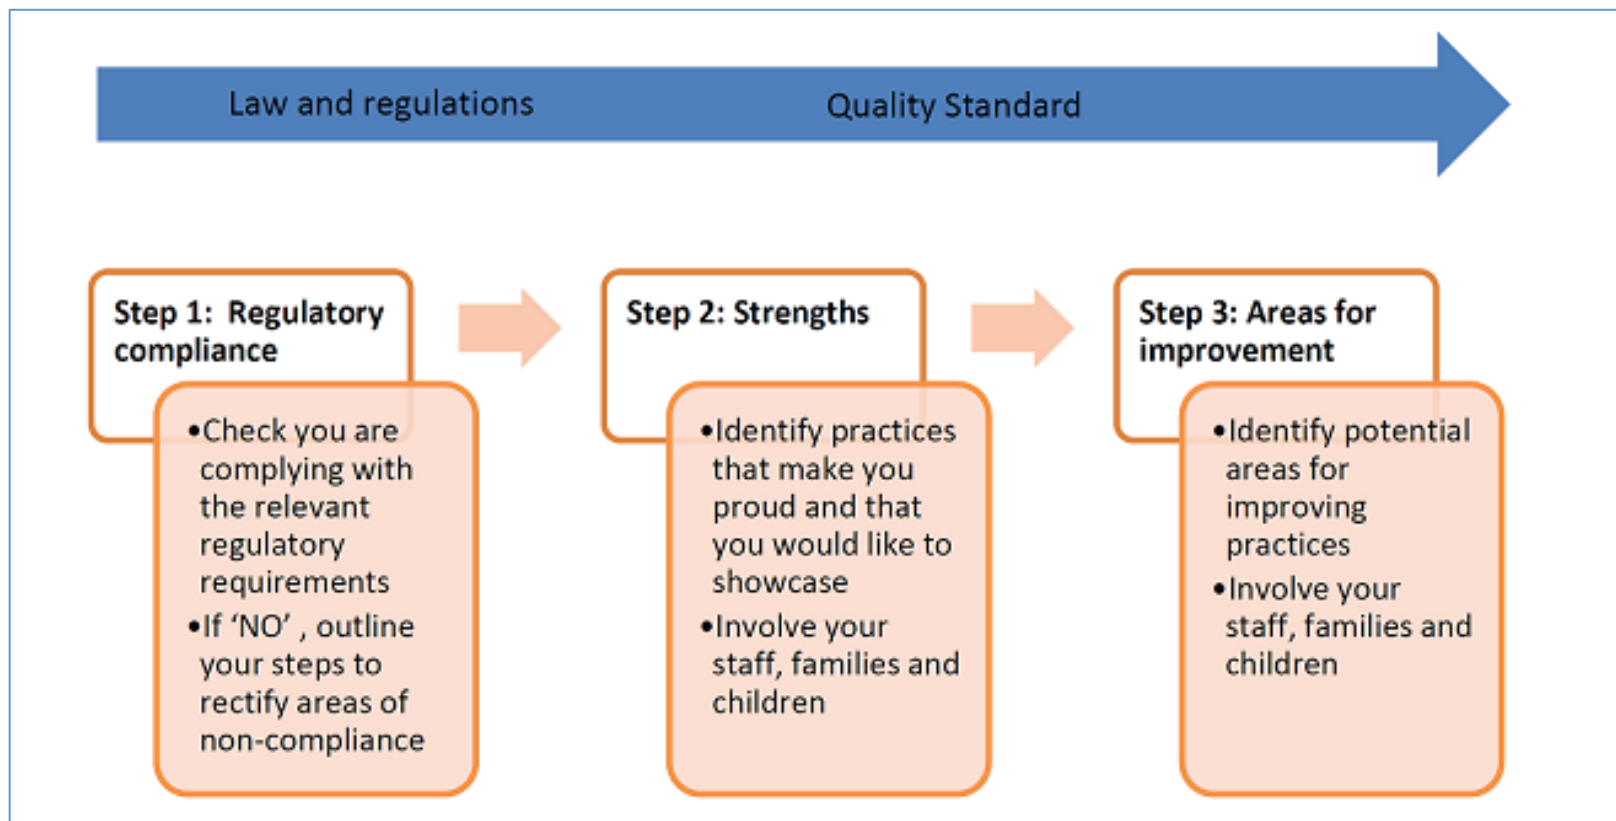 Law and regulations
Quality Standard
Step 1:  Regulatory
compliance
•Check you are
complying with
the relevant
regulatory
requirements
•If ‘NO’ , outline
your steps to
rectify areas of
non-compliance
Step 2: Strengths
•Identify practices
that make you
proud and that
you would like to
showcase
•Involve your
staff, families and
children
Step 3: Areas for
improvement
•Identify potential
areas for
improving
practices
•Involve your
staff, families and
children